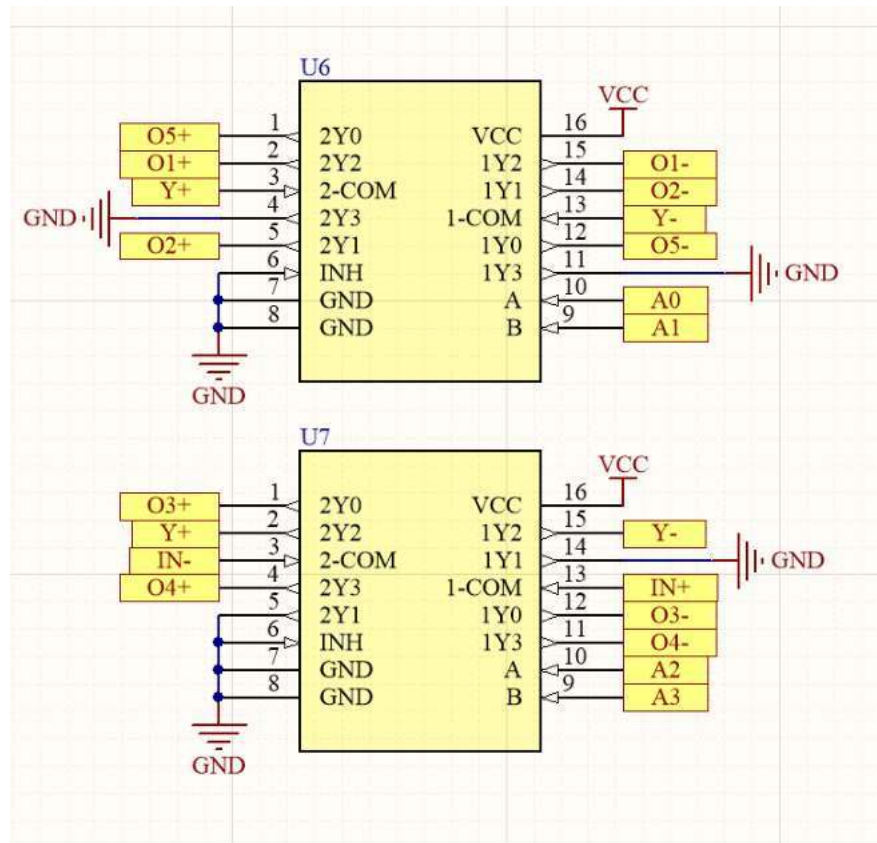 U6
VCC
O5+ 1 2Y0 VCC 16
O1+ 2 2Y2 1Y2 15 O1-
Y+ 3 2-COM 1Y1 14 O2-
GND 4 2Y3 1-COM 13 Y-
O2+ 5 2Y1 1Y0 12 O5-
6 INH 1Y3 11 GND
7 GND A 10 A0
8 GND B 9 A1
GND
U7
VCC
O3+ 1 2Y0 VCC 16
Y+ 2 2Y2 1Y2 15 Y-
IN- 3 2-COM 1Y1 14 GND
O4+ 4 2Y3 1-COM 13 IN+
5 2Y1 1Y0 12 O3-
6 INH 1Y3 11 O4-
7 GND A 10 A2
8 GND B 9 A3
GND